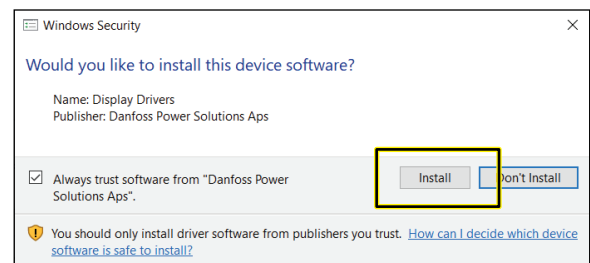 Windows Security
Would you like to install this device software?
Name: Display Drivers
Publisher: Danfoss Power Solutions Aps
Always trust software from "Danfoss Power
Solutions Aps".
Install
Don't Install
You should only install driver software from publishers you trust. How can I decide which device
software is safe to install?